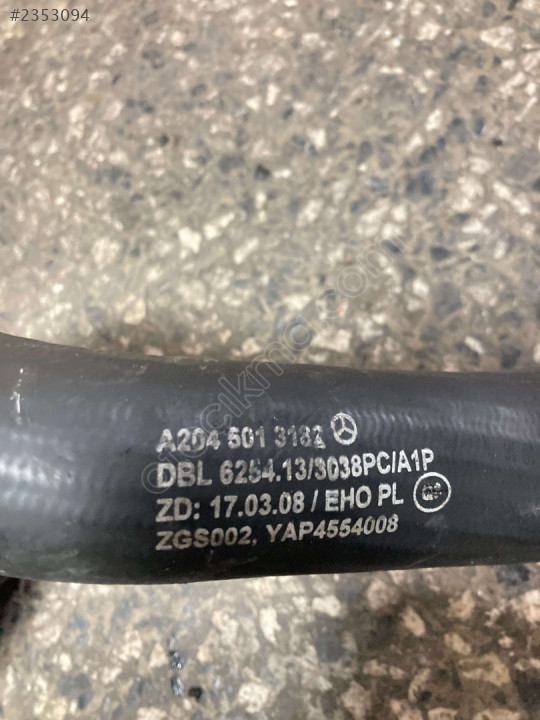 #2353094
A204 501 3182
DBL 6254.13/3038PC/A1P
ZD: 17.03.08 / EHO PL
ZGS002, YAP4554008